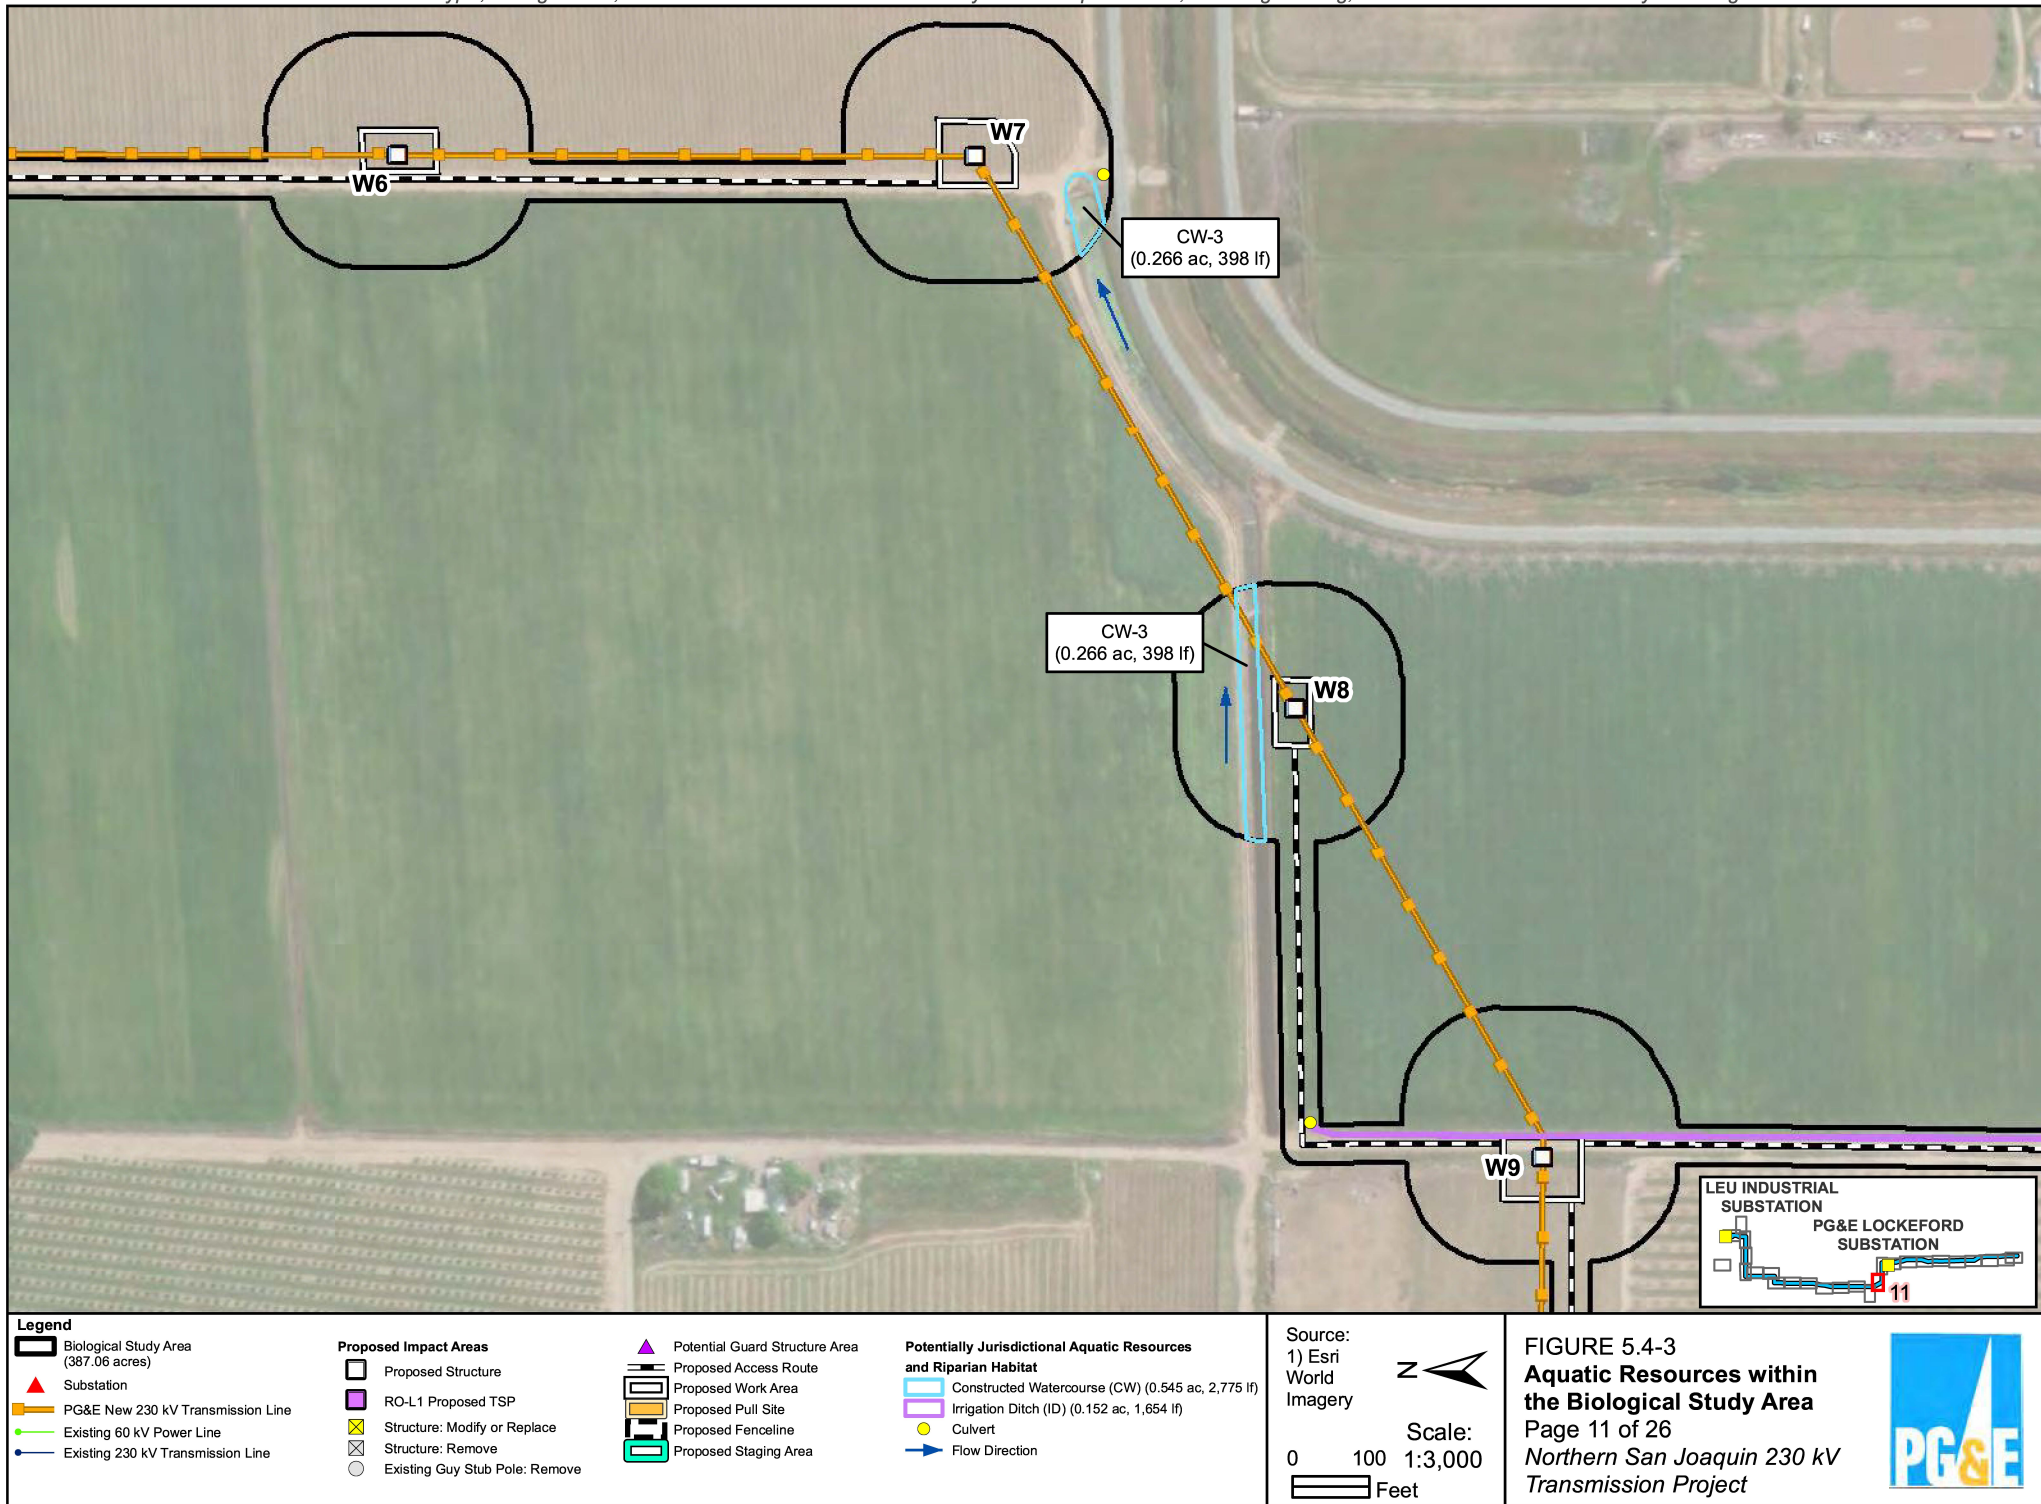 W7
W6
CW-3
(0.266 ac, 398 lf)
CW-3
(0.266 ac, 398 lf)
W8
W9
LEU INDUSTRIAL
SUBSTATION
PG&E LOCKEFORD
SUBSTATION
11
Legend
Biological Study Area
(387.06 acres)
Substation
PG&E New 230 kV Transmission Line
Existing 60 kV Power Line
Existing 230 kV Transmission Line
Proposed Impact Areas
Proposed Structure
RO-L1 Proposed TSP
Structure: Modify or Replace
Structure: Remove
Existing Guy Stub Pole: Remove
Potential Guard Structure Area
Proposed Access Route
Proposed Work Area
Proposed Pull Site
Proposed Fenceline
Proposed Staging Area
Potentially Jurisdictional Aquatic Resources
and Riparian Habitat
Constructed Watercourse (CW) (0.545 ac, 2,775 lf)
Irrigation Ditch (ID) (0.152 ac, 1,654 lf)
Culvert
Flow Direction
Source:
1) Esri
World
Imagery
N
Scale:
1:3,000
0 100
Feet
FIGURE 5.4-3
Aquatic Resources within
the Biological Study Area
Page 11 of 26
Northern San Joaquin 230 kV
Transmission Project
PG&E